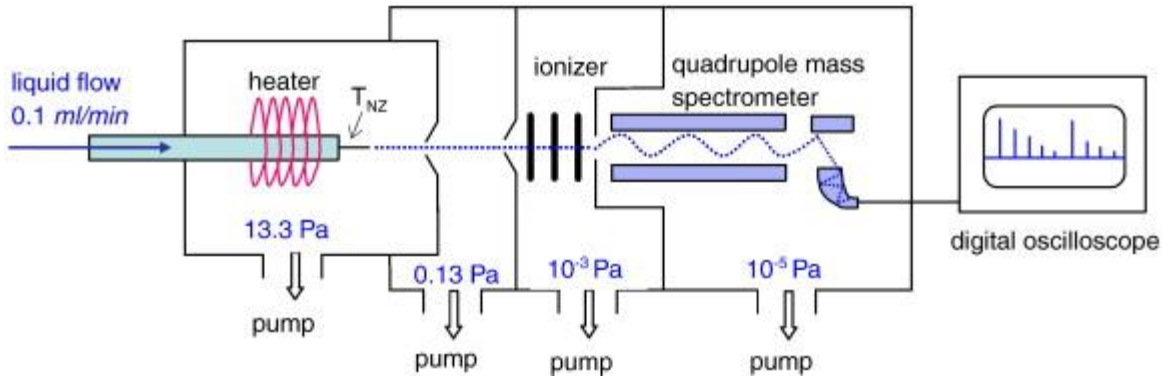 liquid flow
0.1 ml/min
heater
T_NZ
ionizer
quadrupole mass
spectrometer
13.3 Pa
0.13 Pa
10⁻³ Pa
10⁻⁵ Pa
digital oscilloscope
pump
pump
pump
pump